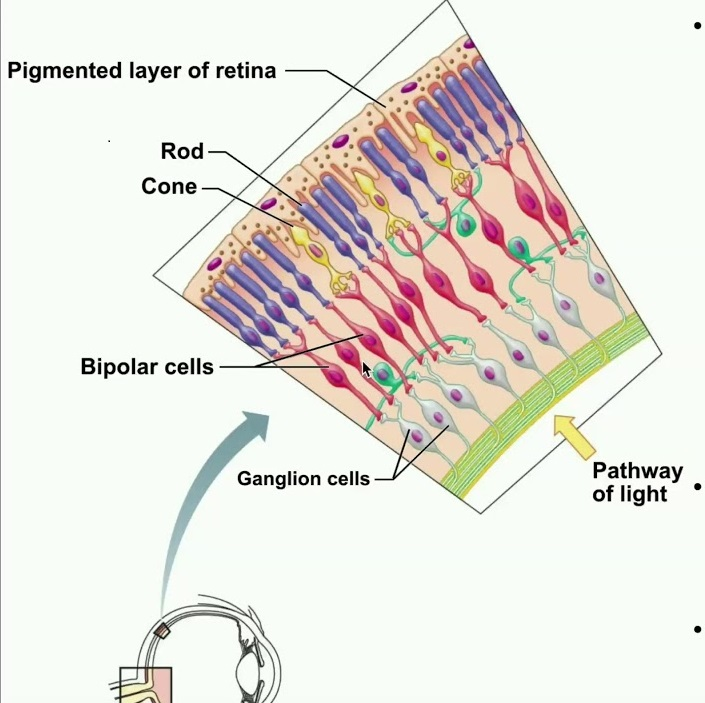 Pigmented layer of retina
Rod
Cone
Bipolar cells
Ganglion cells
Pathway
of light